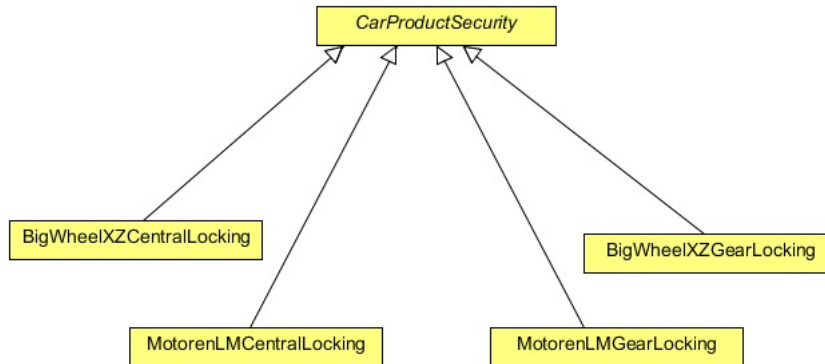 CarProductSecurity
BigWheelXZCentralLocking
BigWheelXZGearLocking
MotorenLMCentralLocking
MotorenLMGearLocking